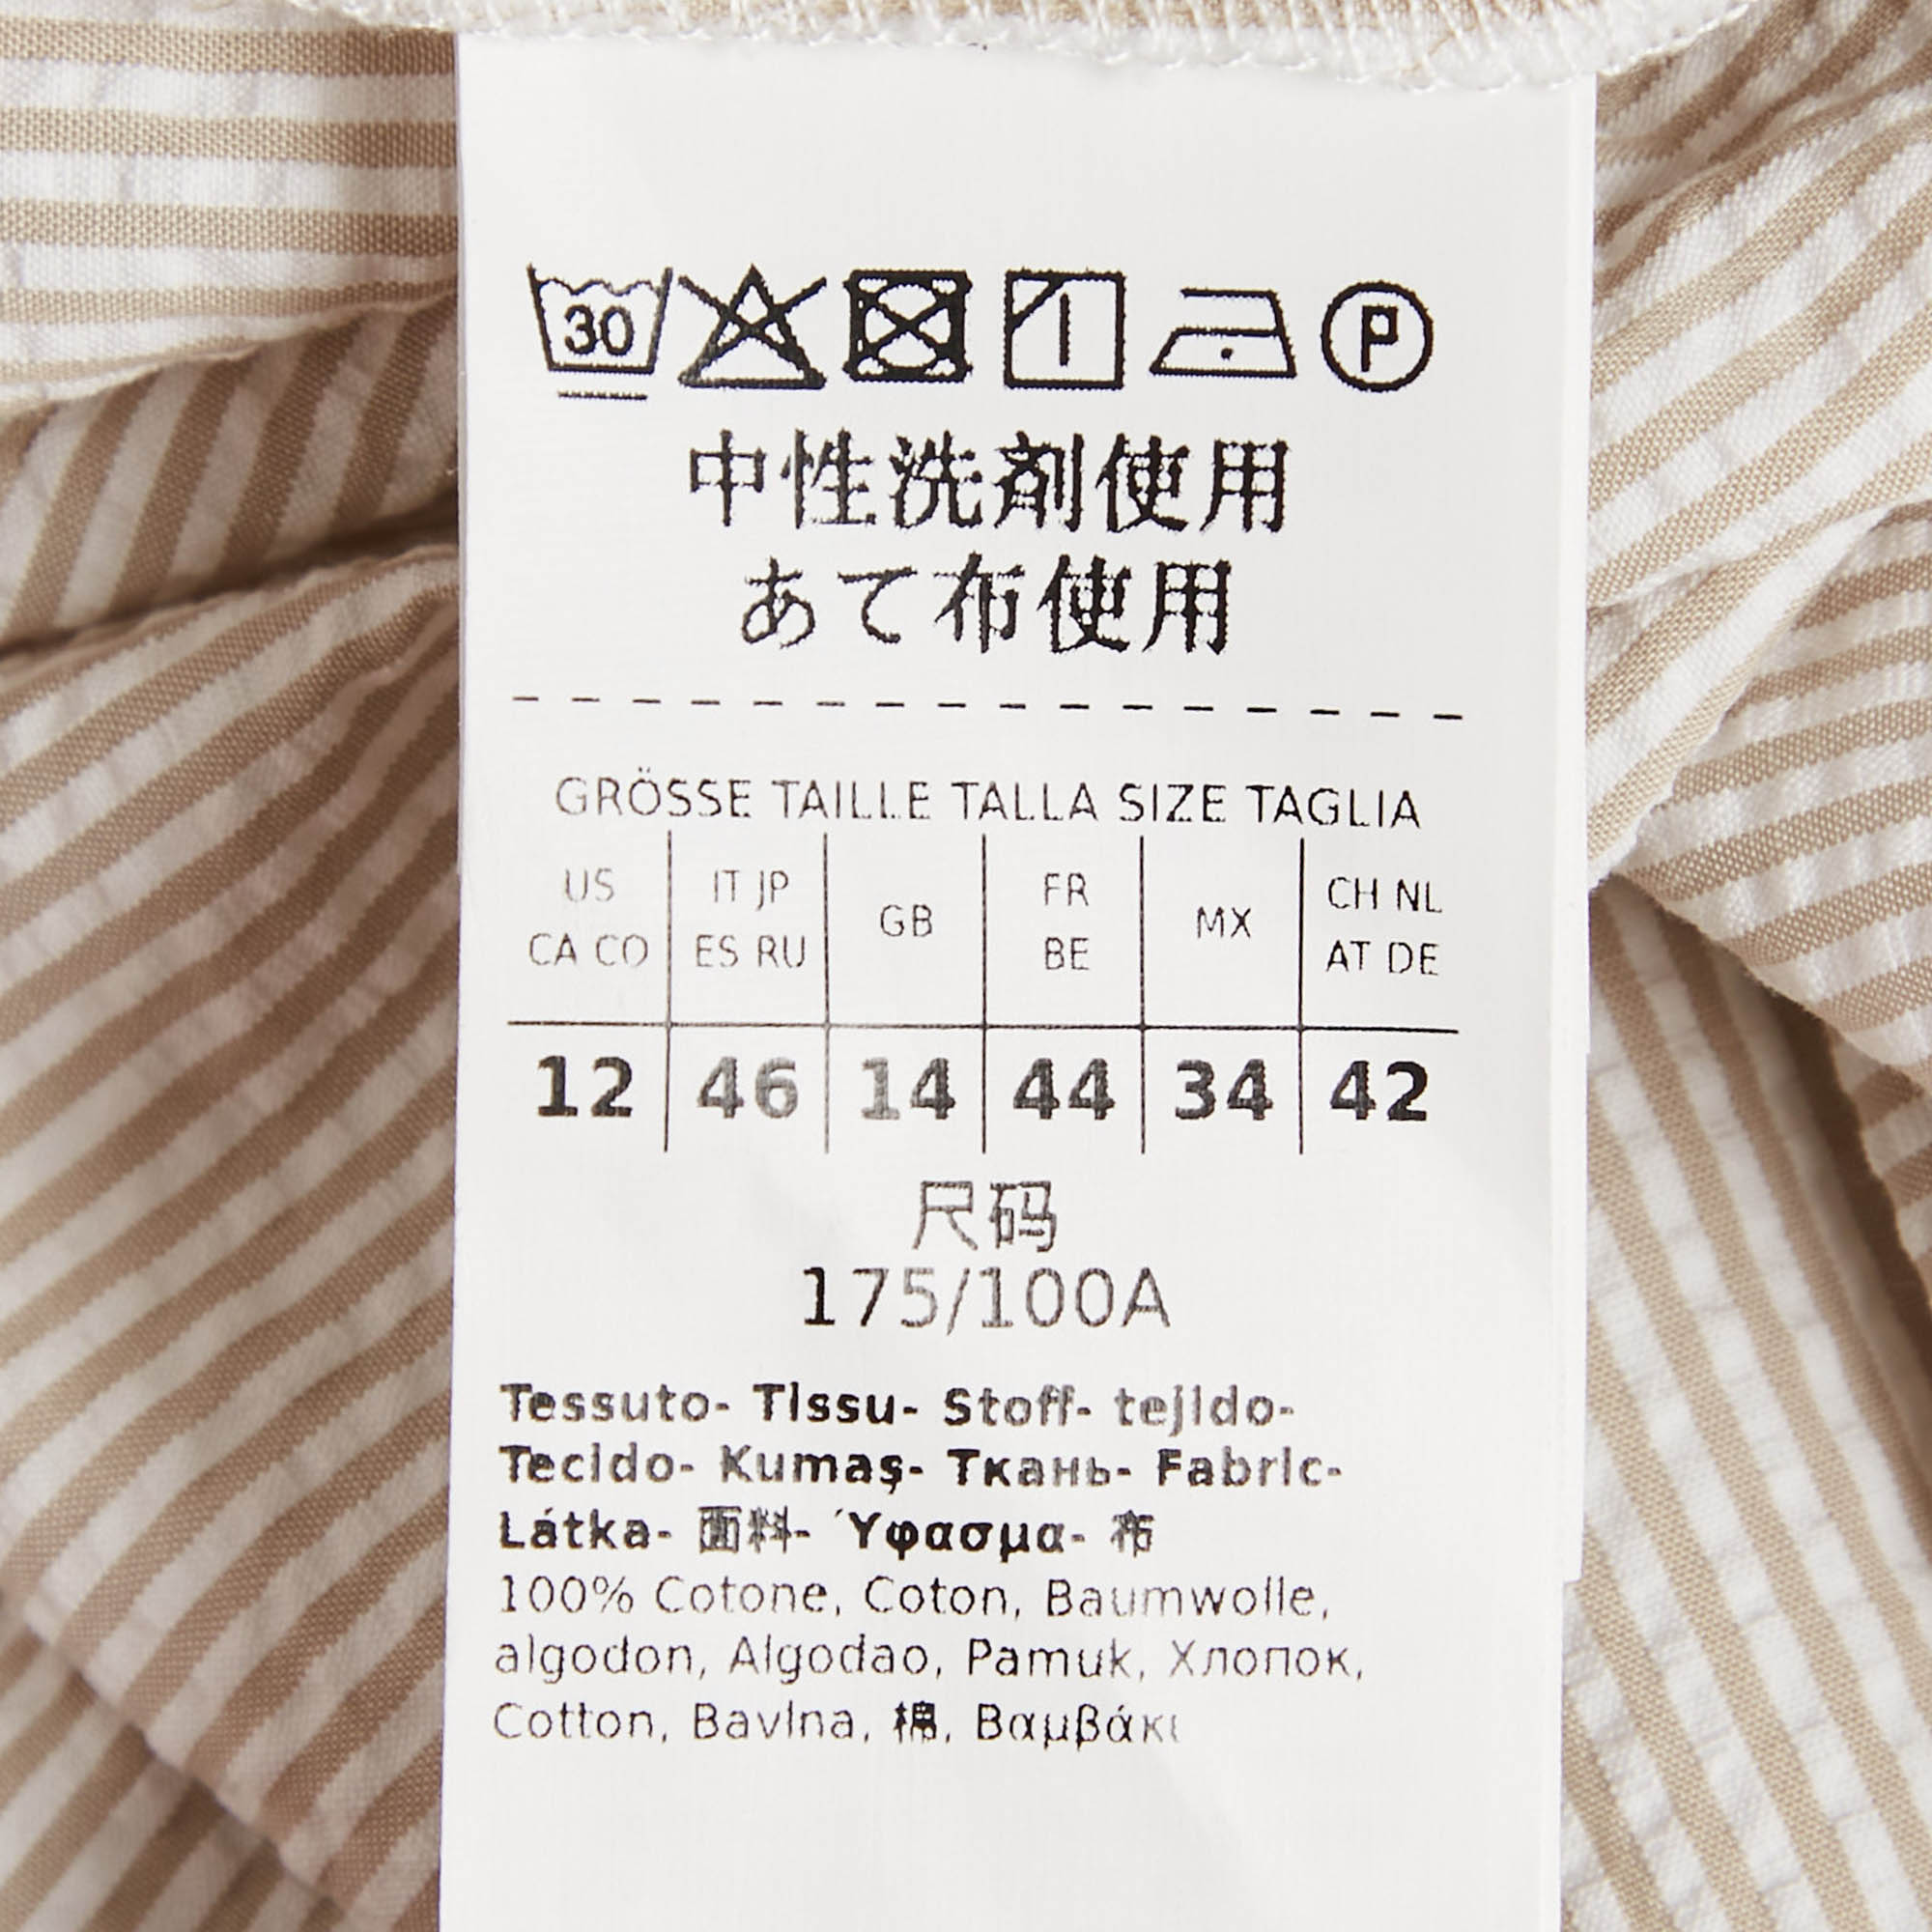 30 P
中性洗剤使用
あて布使用
GRÖSSE TAILLE TALLA SIZE TAGLIA
US IT JP GB FR MX CH NL
CA CO ES RU BE AT DE
12 46 14 44 34 42
尺码
175/100A
Tessuto- Tissu- Stoff- tejido-
Tecido- Kumaş- Ткань- Fabric-
Látka- 面料- Ύφασμα- 布
100% Cotone, Coton, Baumwolle,
algodon, Algodao, Pamuk, Хлопок,
Cotton, Bavlna, 棉, Βαμβάκι